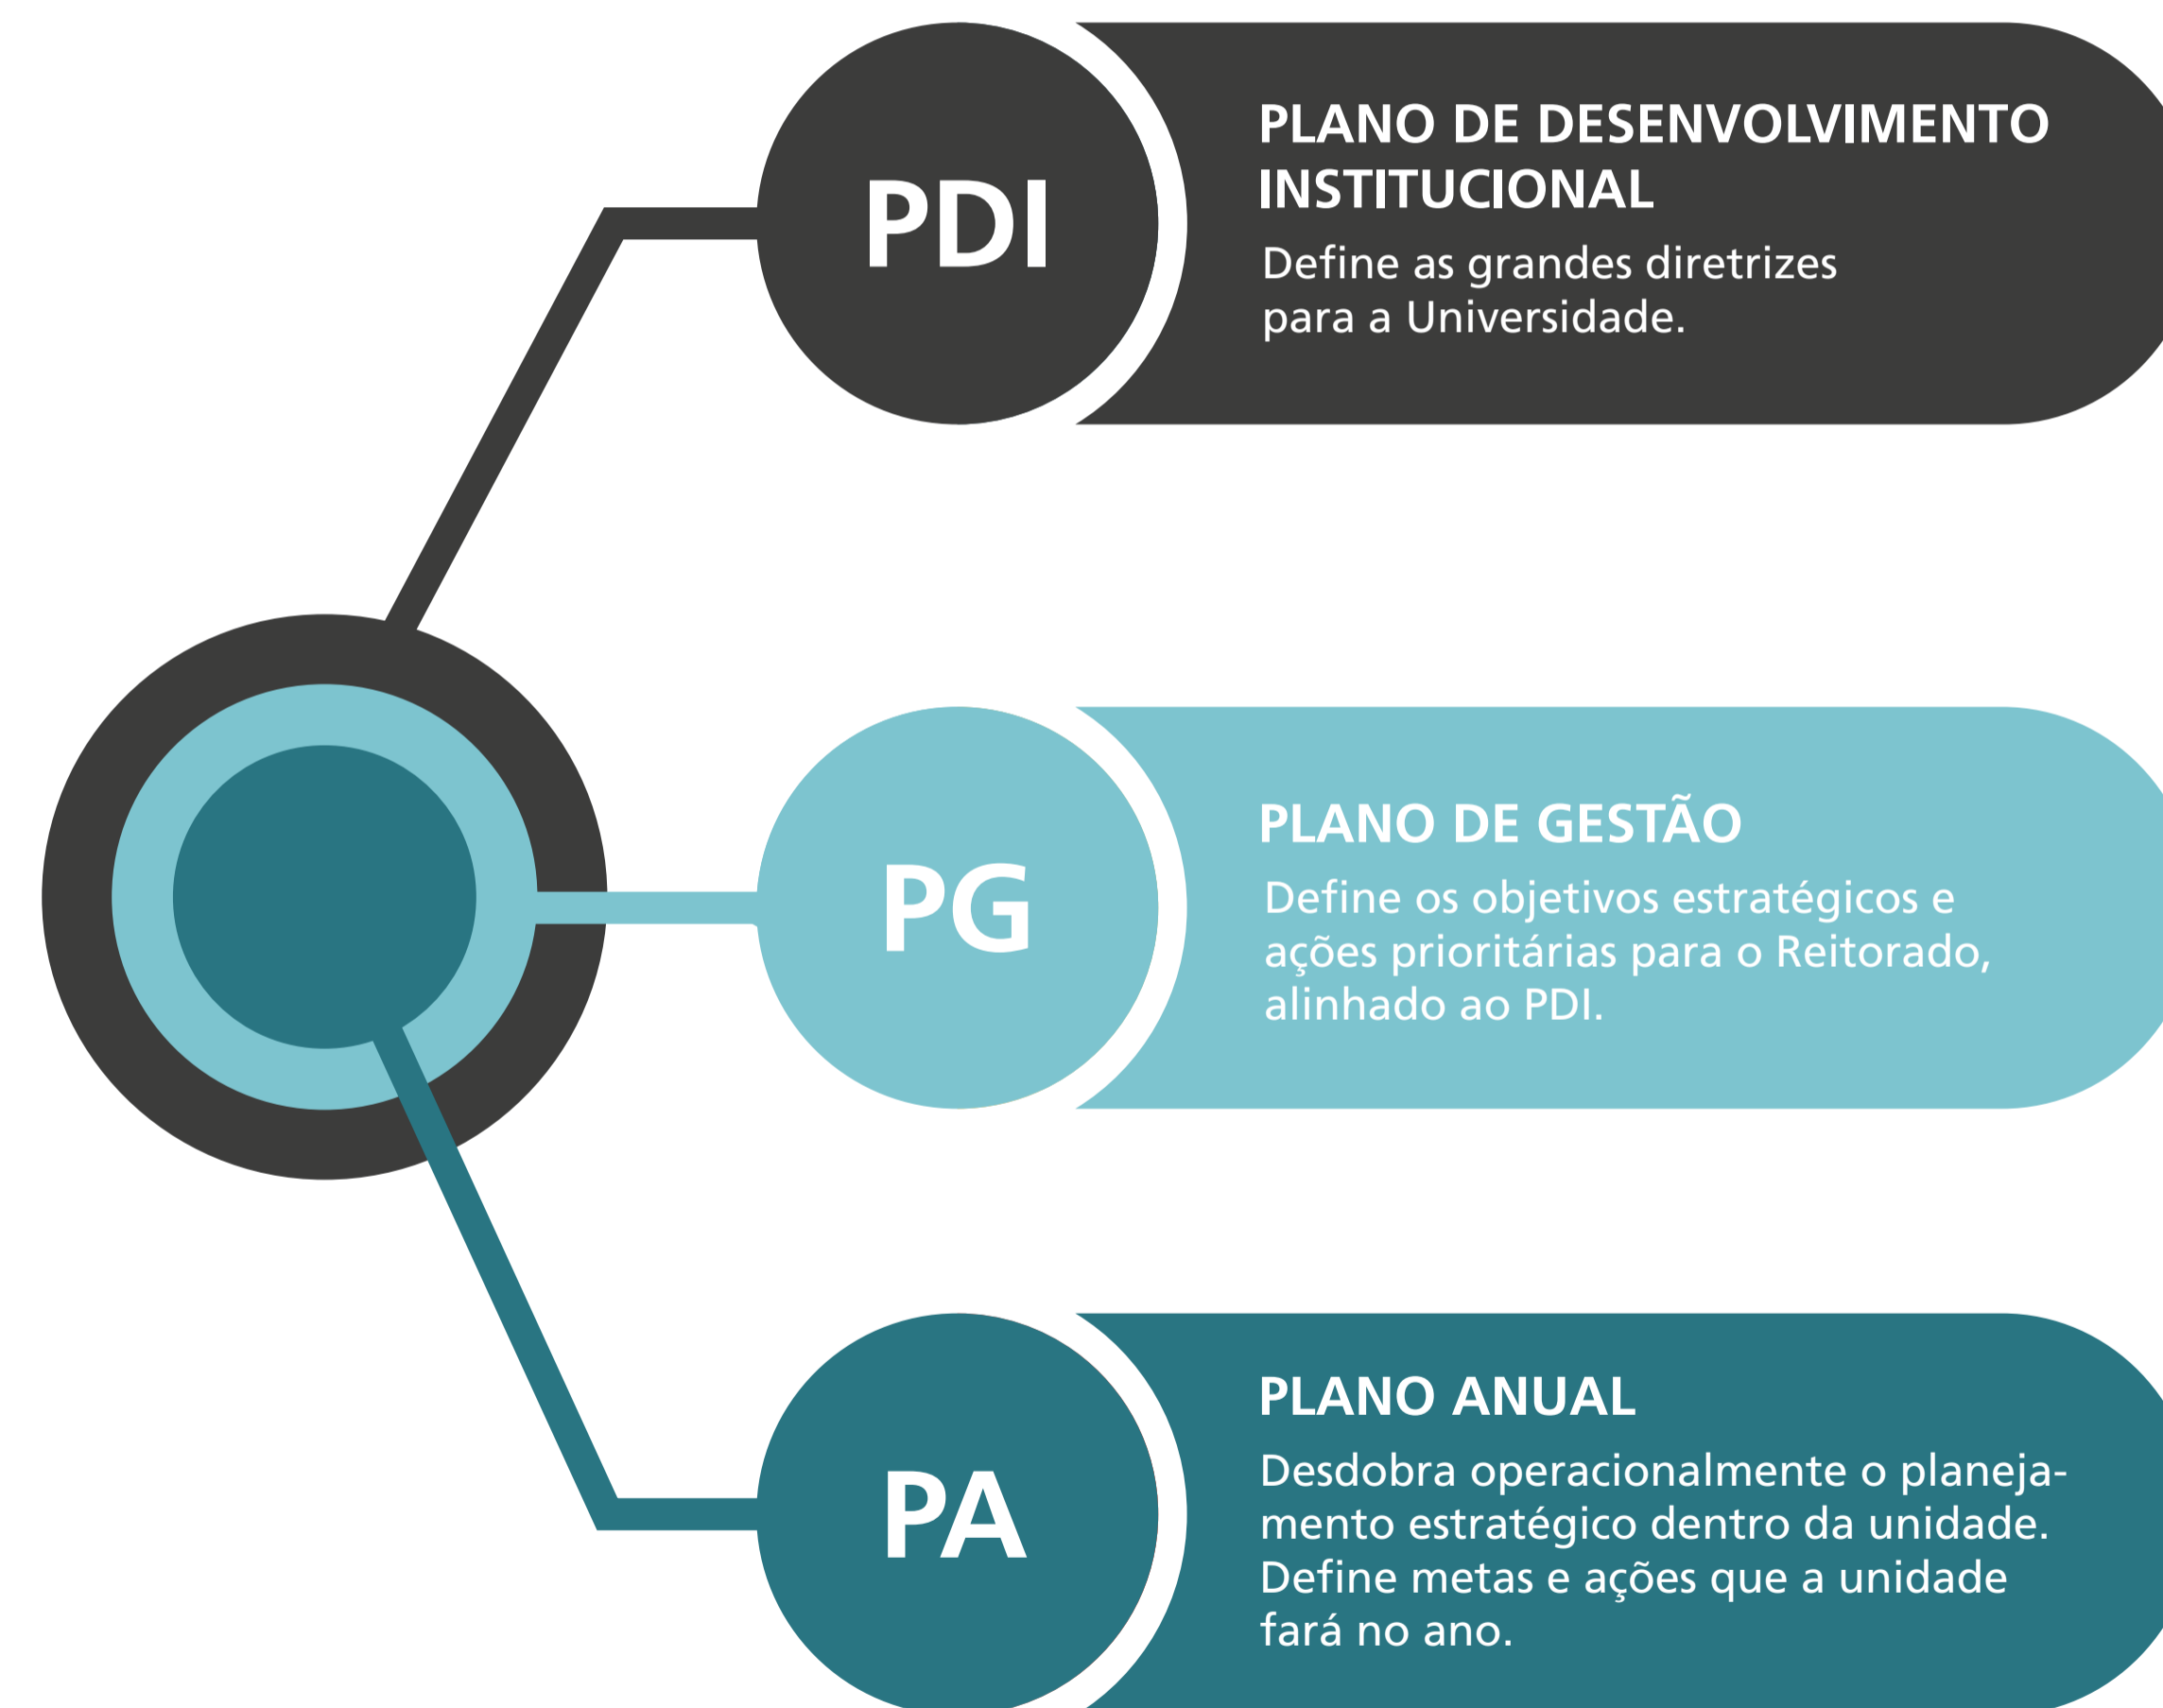 PDI
PLANO DE DESENVOLVIMENTO
INSTITUCIONAL
Define as grandes diretrizes
para a Universidade.
PG
PLANO DE GESTÃO
Define os objetivos estratégicos e
ações prioritárias para o Reitorado,
alinhado ao PDI.
PA
PLANO ANUAL
Desdobra operacionalmente o planeja-
mento estratégico dentro da unidade.
Define metas e ações que a unidade
fará no ano.